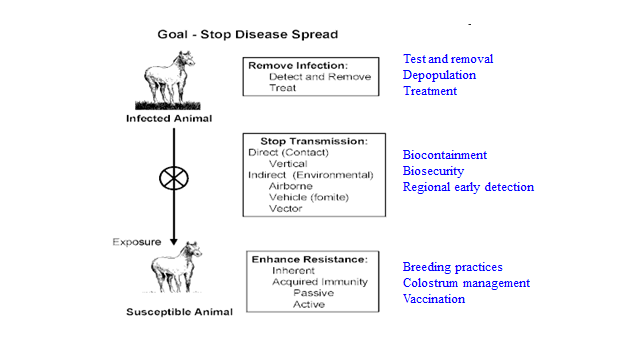 Goal - Stop Disease Spread
Infected Animal
Remove Infection:
Detect and Remove
Treat
Test and removal
Depopulation
Treatment
Stop Transmission:
Direct (Contact)
Vertical
Indirect (Environmental)
Airborne
Vehicle (fomite)
Vector
Biocontainment
Biosecurity
Regional early detection
Exposure
Susceptible Animal
Enhance Resistance:
Inherent
Acquired Immunity
Passive
Active
Breeding practices
Colostrum management
Vaccination